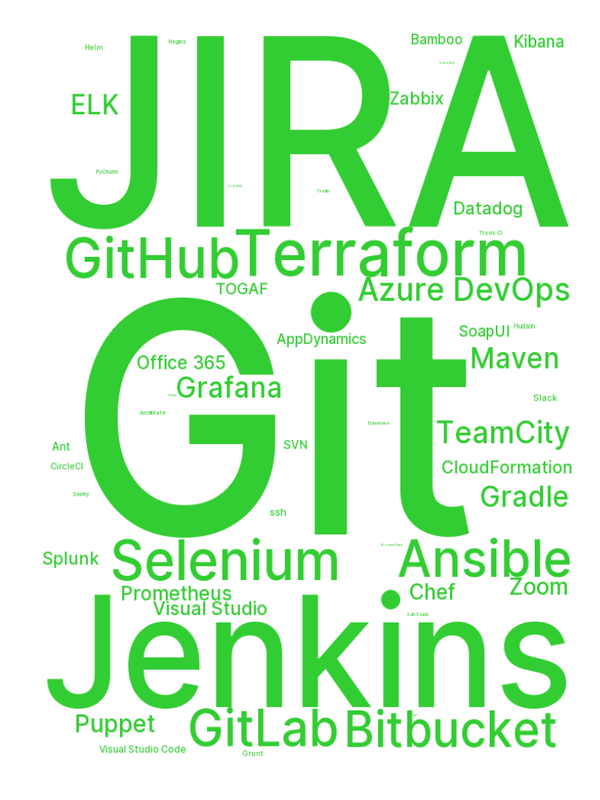 Helm
Nagios
Bamboo
Kibana
JIRA
ELK
Zabbix
PyCharm
Trello
Datadog
Travis CI
GitHub
Terraform
TOGAF
Azure DevOps
Git
AppDynamics
SoapUI
Hudson
Office 365
Maven
Grafana
Slack
ArchiMate
Dynatrace
TeamCity
Ant
SVN
CircleCI
CloudFormation
Sentry
Gradle
ssh
Splunk
Selenium
Ansible
Prometheus
Chef
Zoom
Visual Studio
Jenkins
Puppet
GitLab
Bitbucket
Visual Studio Code
Grunt